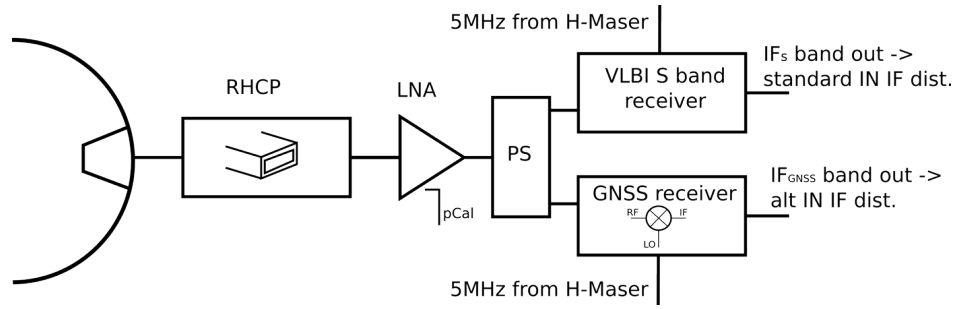 5MHz from H-Maser
IFS band out ->
standard IN IF dist.
VLBI S band
receiver
RHCP
LNA
PS
pCal
GNSS receiver
RF
IF
LO
IFGNSS band out ->
alt IN IF dist.
5MHz from H-Maser